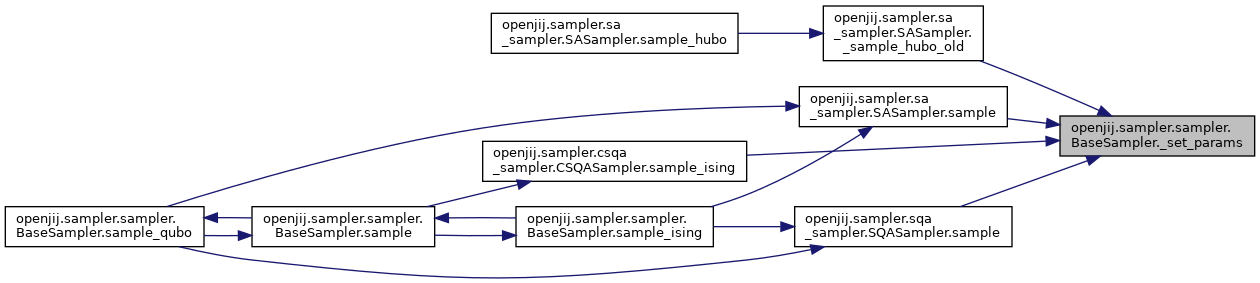 openjij.sampler.sa
_sampler.SASampler.sample_hubo
openjij.sampler.sa
_sampler.SASampler.
_sample_hubo_old
openjij.sampler.sa
_sampler.SASampler.sample
openjij.sampler.sampler.
BaseSampler._set_params
openjij.sampler.csqa
_sampler.CSQASampler.sample_ising
openjij.sampler.sampler.
BaseSampler.sample_qubo
openjij.sampler.sampler.
BaseSampler.sample
openjij.sampler.sampler.
BaseSampler.sample_ising
openjij.sampler.sqa
_sampler.SQASampler.sample